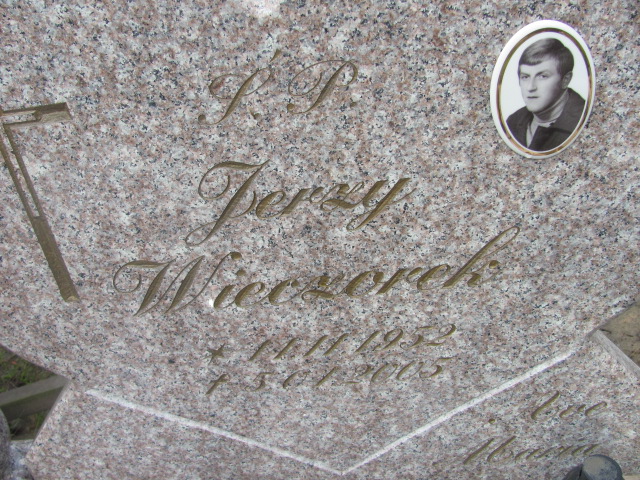 Ś. P.
Jerzy
Wieczorek
* 14 11 1952
† 3 01 2005